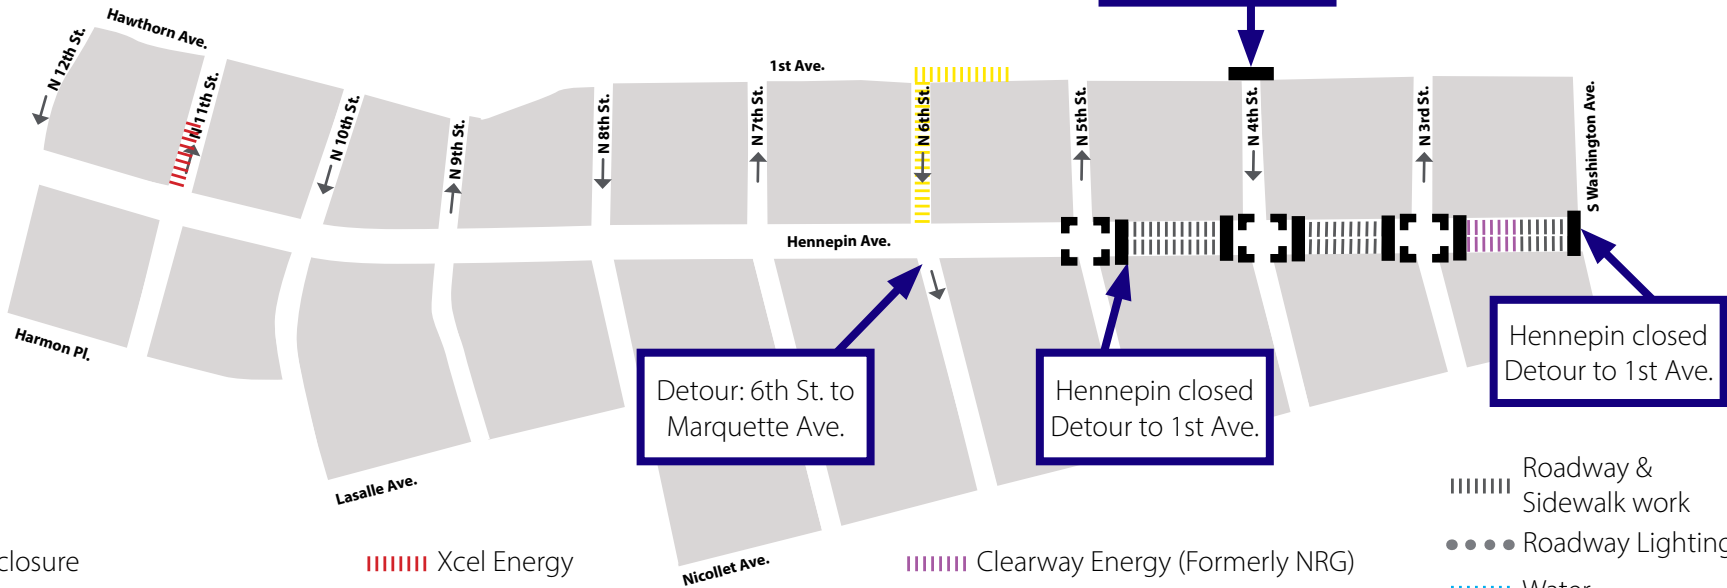 Hawthorn Ave.
N 12th St.
N 11th St.
N 10th St.
N 9th St.
N 8th St.
N 7th St.
1st Ave.
N 6th St.
N 5th St.
N 4th St.
N 3rd St.
S Washington Ave.
Hennepin Ave.
Harmon Pl.
Lasalle Ave.
Nicollet Ave.
Detour: 6th St. to
Marquette Ave.
Hennepin closed
Detour to 1st Ave.
Hennepin closed
Detour to 1st Ave.
closure
Xcel Energy
Clearway Energy (Formerly NRG)
Roadway &
Sidewalk work
Roadway Lighting
Water